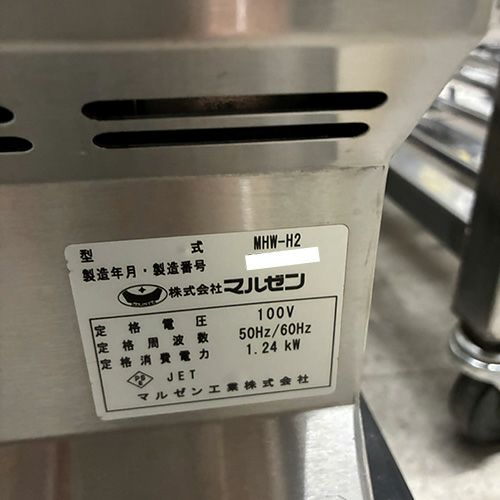 型式 MHW-H2
製造年月・製造番号
株式会社マルゼン
定格電圧 100V
定格周波数 50Hz/60Hz
定格消費電力 1.24 kW
PSE JET
マルゼン工業株式会社